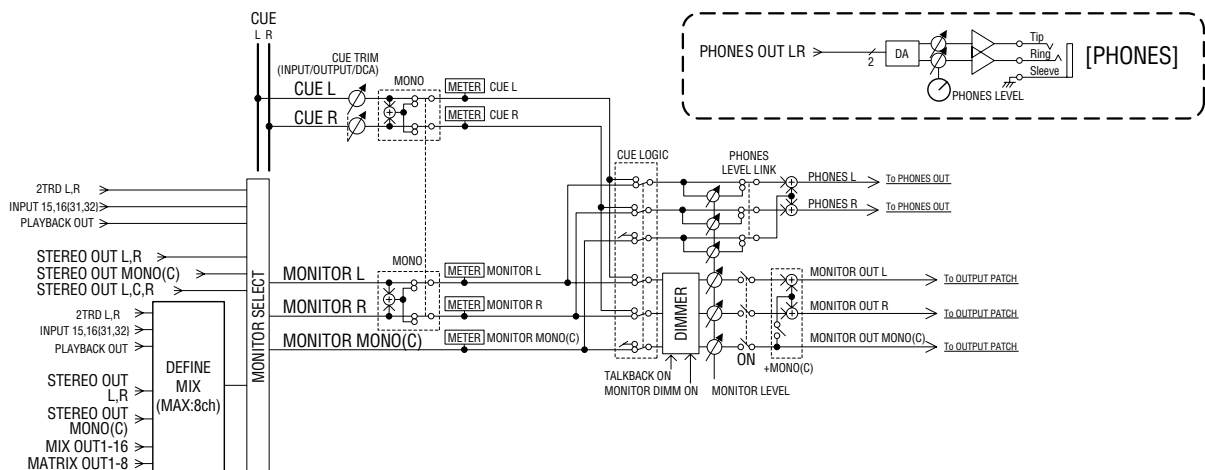 CUE
L R
CUE TRIM
(INPUT/OUTPUT/DCA)
CUE L
CUE R
MONO
METER CUE L
METER CUE R
PHONES OUT LR
2
DA
Tip
Ring
Sleeve
[PHONES]
PHONES LEVEL
CUE LOGIC
PHONES
LEVEL LINK
PHONES L
To PHONES OUT
PHONES R
To PHONES OUT
2TRD L,R
INPUT 15,16(31,32)
PLAYBACK OUT
STEREO OUT L,R
STEREO OUT MONO(C)
STEREO OUT L,C,R
2TRD L,R
INPUT 15,16(31,32)
PLAYBACK OUT
STEREO OUT
L,R
STEREO OUT
MONO(C)
MIX OUT1-16
MATRIX OUT1-8
DEFINE
MIX
(MAX:8ch)
MONITOR SELECT
MONITOR L
MONITOR R
MONITOR MONO(C)
MONO
METER MONITOR L
METER MONITOR R
METER MONITOR MONO(C)
DIMMER
TALKBACK ON
MONITOR DIMM ON
MONITOR LEVEL
ON
+MONO(C)
MONITOR OUT L
To OUTPUT PATCH
MONITOR OUT R
To OUTPUT PATCH
MONITOR OUT MONO(C)
To OUTPUT PATCH